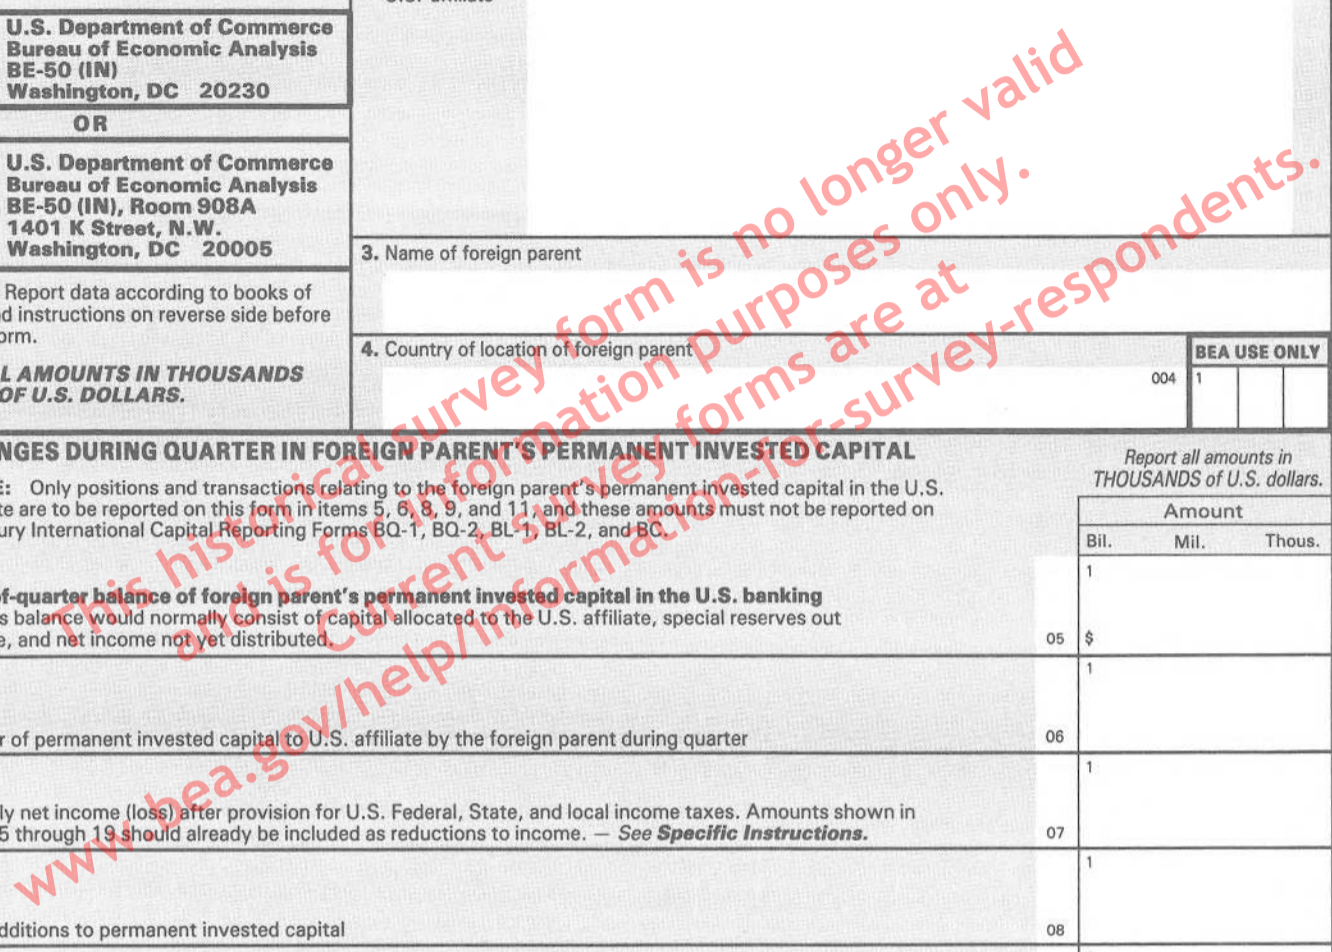 U.S. affiliate
U.S. Department of Commerce
Bureau of Economic Analysis
BE-50 (IN)
Washington, DC 20230
OR
U.S. Department of Commerce
Bureau of Economic Analysis
BE-50 (IN), Room 908A
1401 K Street, N.W.
Washington, DC 20005
Report data according to books of
d instructions on reverse side before
orm.
L AMOUNTS IN THOUSANDS
OF U.S. DOLLARS.
3. Name of foreign parent
4. Country of location of foreign parent
BEA USE ONLY
004 1
NGES DURING QUARTER IN FOREIGN PARENT'S PERMANENT INVESTED CAPITAL
E: Only positions and transactions relating to the foreign parent's permanent invested capital in the U.S.
te are to be reported on this form in items 5, 6, 8, 9, and 11, and these amounts must not be reported on
ury International Capital Reporting Forms BQ-1, BQ-2, BL-1, BL-2, and BC.
Report all amounts in
THOUSANDS of U.S. dollars.
Amount
Bil. Mil. Thous.
f-quarter balance of foreign parent's permanent invested capital in the U.S. banking
s balance would normally consist of capital allocated to the U.S. affiliate, special reserves out
e, and net income not yet distributed.
05 1 $
r of permanent invested capital to U.S. affiliate by the foreign parent during quarter
06 1
ly net income (loss) after provision for U.S. Federal, State, and local income taxes. Amounts shown in
5 through 19 should already be included as reductions to income. — See Specific Instructions.
07 1
dditions to permanent invested capital
08 1
This historical survey form is no longer valid
and is for information purposes only.
Current survey forms are at
www.bea.gov/help/information-for-survey-respondents.